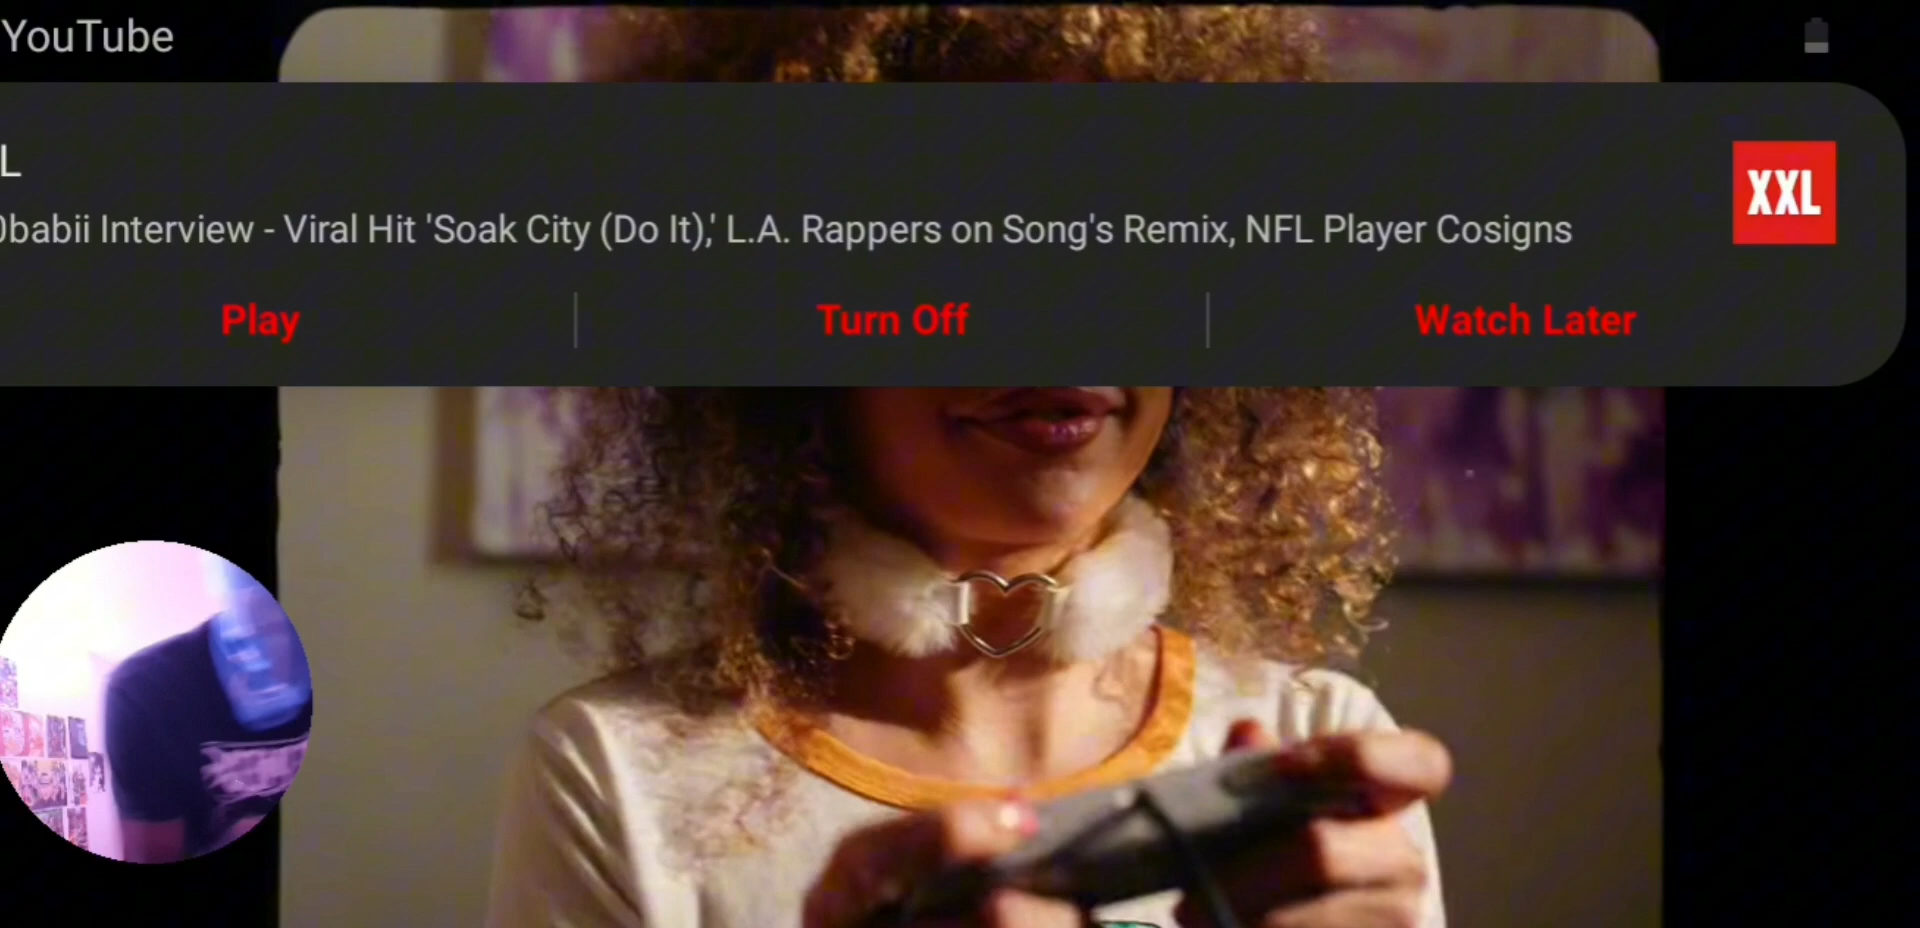 YouTube
L
0babii Interview - Viral Hit 'Soak City (Do It),' L.A. Rappers on Song's Remix, NFL Player Cosigns
XXL
Play
Turn Off
Watch Later